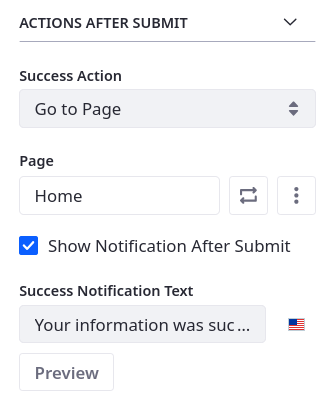 ACTIONS AFTER SUBMIT
Success Action
Go to Page
Page
Home
Show Notification After Submit
Success Notification Text
Your information was suc...
Preview